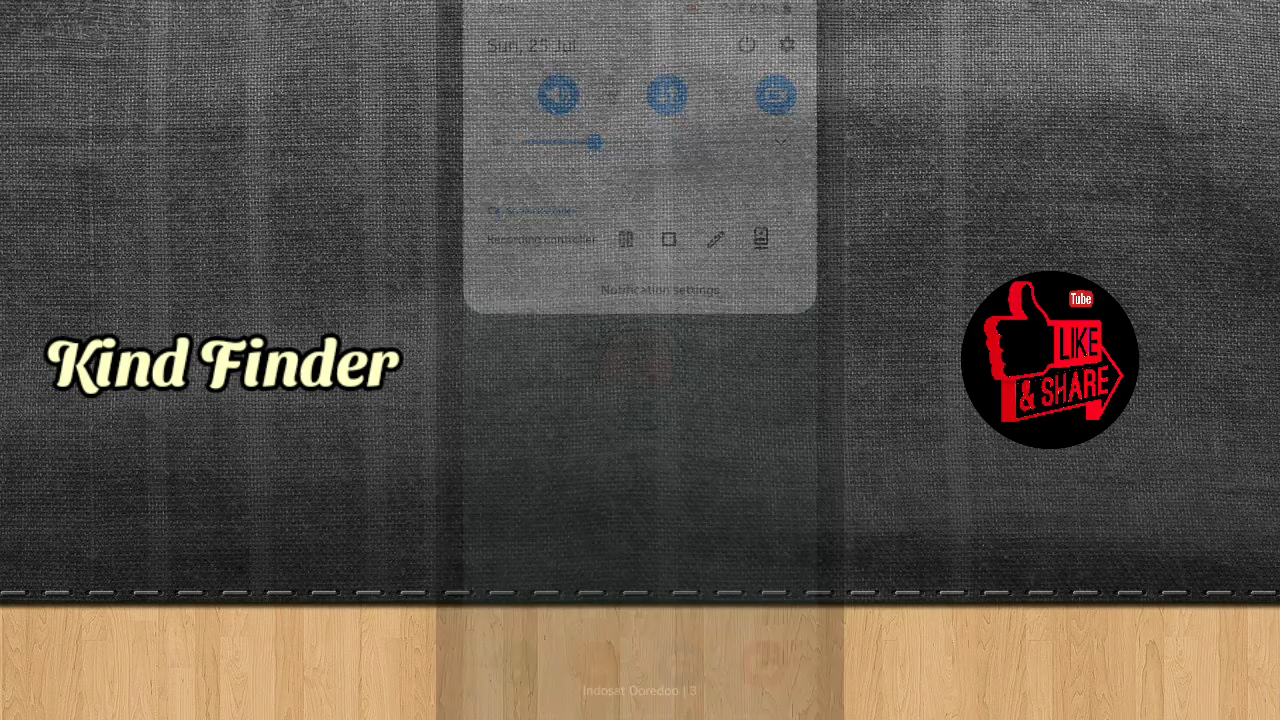 Sun, 25 Jul
Recording controller
Notification settings
Kind Finder
Tube
LIKE
& SHARE
Indosat Ooredoo | 3